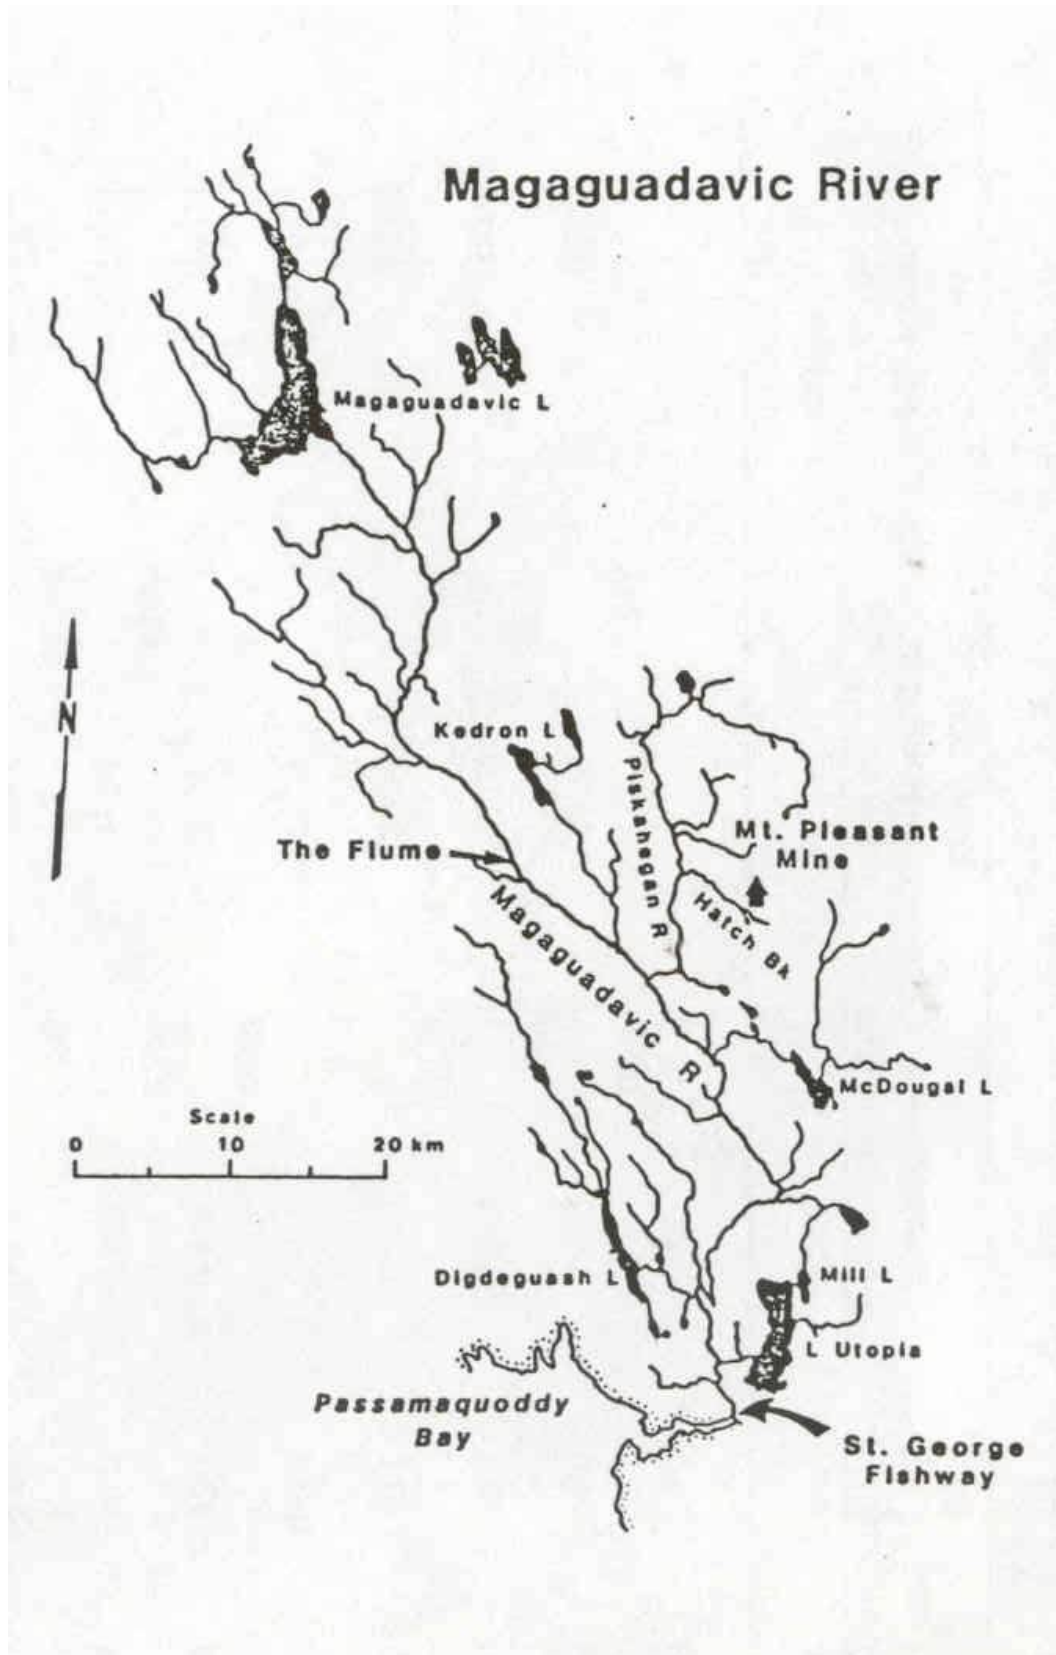 Magaguadavic River
Magaguadavic L
N
Kedron L
Piskahegan R
Mt. Pleasant
Mine
The Flume
Hatch Bk
Magaguadavic R
McDougal L
Scale
0 10 20 km
Digdeguash L
Mill L
L Utopia
Passamaquoddy
Bay
St. George
Fishway